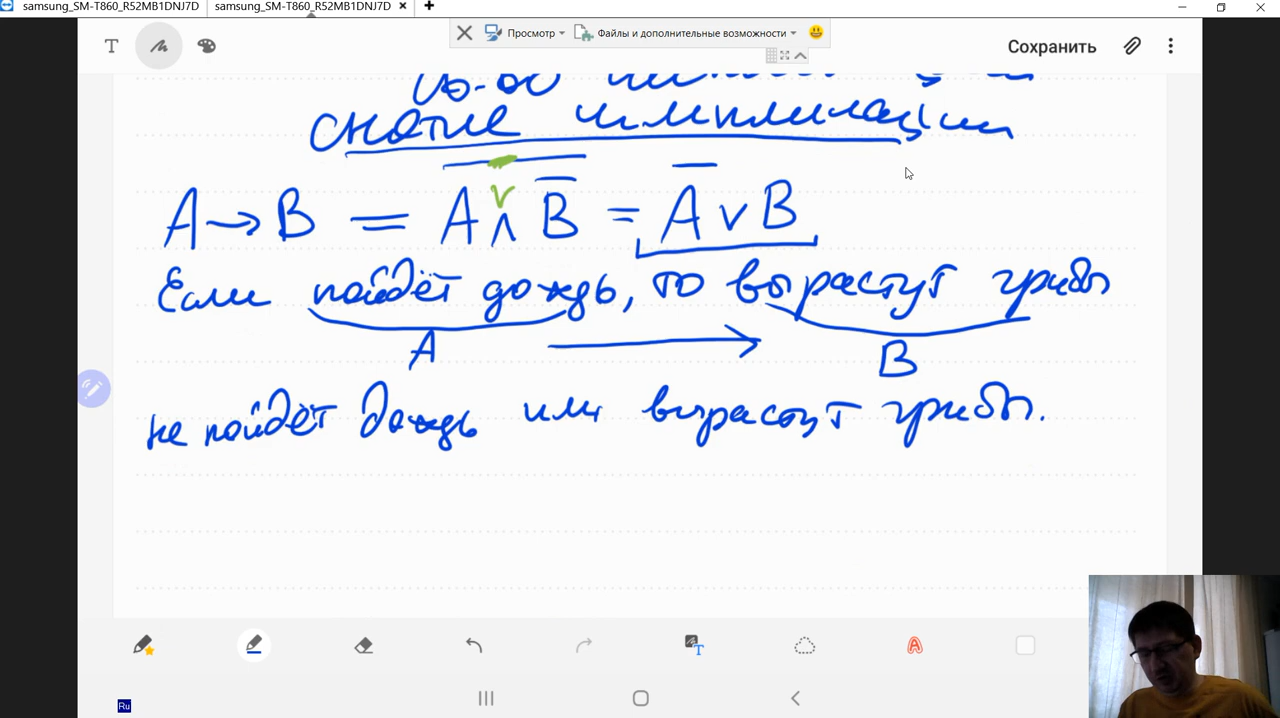 samsung_SM-T860_R52MB1DNJ7D samsung_SM-T860_R52MB1DNJ7D
Просмотр Файлы и дополнительные возможности
T Сохранить
снятие импликации
A → B = A ∧ B̅ = A̅ ∨ B
v
Если пойдёт дождь, то вырастут грибы
A → B
не пойдёт дождь или вырастут грибы.
T A
Ru